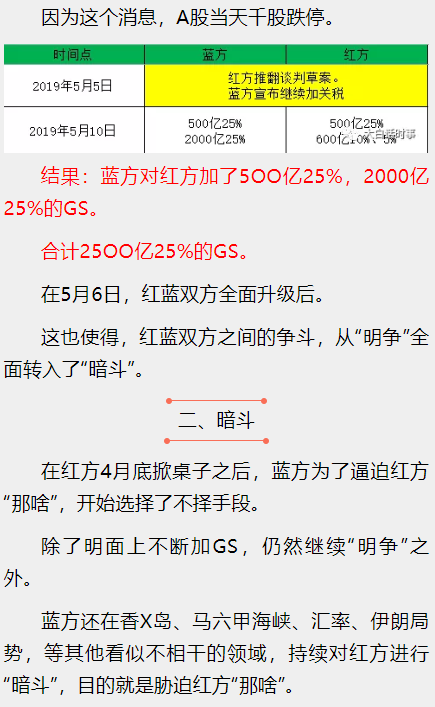 因为这个消息，A股当天千股跌停。
时间点 蓝方 红方
2019年5月5日 红方推翻谈判草案。
蓝方宣布继续加关税
2019年5月10日 500亿25% 500亿25%
2000亿25% 600亿10%、5%
大白话时事
结果：蓝方对红方加了5OO亿25%，2000亿
25%的GS。
合计25OO亿25%的GS。
在5月6日，红蓝双方全面升级后。
这也使得，红蓝双方之间的争斗，从“明争”全
面转入了“暗斗”。
二、暗斗
在红方4月底掀桌子之后，蓝方为了逼迫红方
“那啥”，开始选择了不择手段。
除了明面上不断加GS，仍然继续“明争”之
外。
蓝方还在香X岛、马六甲海峡、汇率、伊朗局
势，等其他看似不相干的领域，持续对红方进行
“暗斗”，目的就是胁迫红方“那啥”。